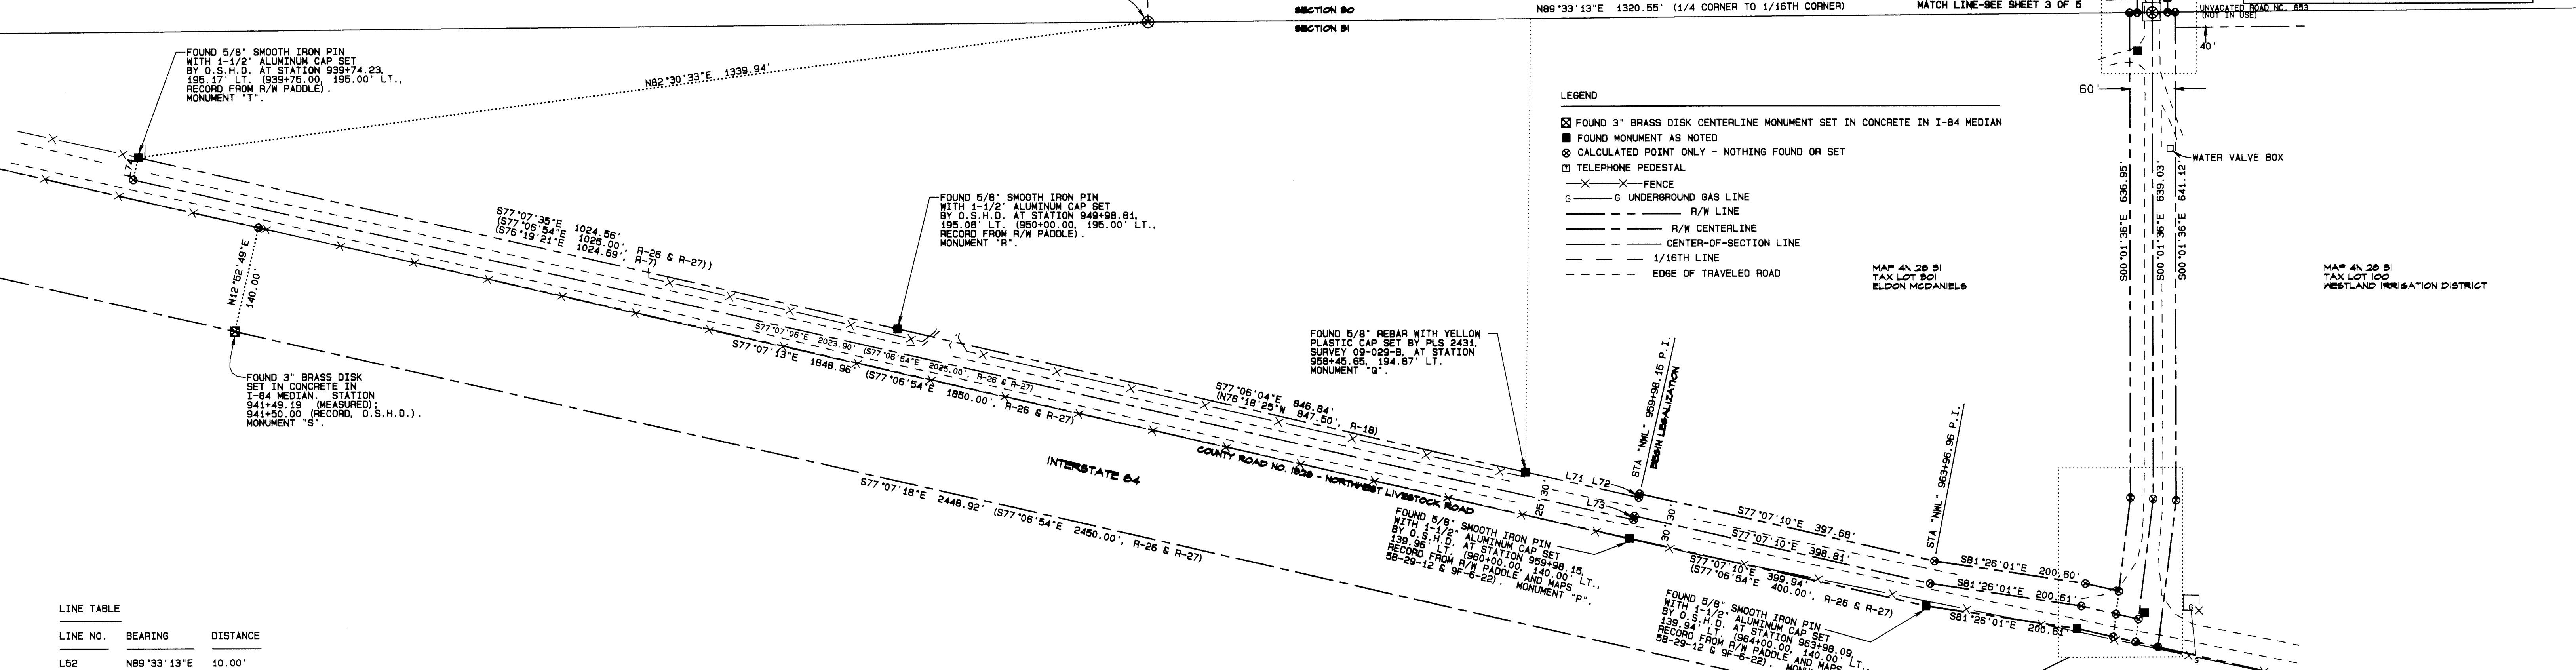 SECTION 30
SECTION 31
N89°33'13"E 1320.55' (1/4 CORNER TO 1/16TH CORNER)
MATCH LINE-SEE SHEET 3 OF 5
UNVACATED ROAD NO. 653
(NOT IN USE)
40'
60'
FOUND 5/8" SMOOTH IRON PIN
WITH 1-1/2" ALUMINUM CAP SET
BY O.S.H.D. AT STATION 939+74.23,
195.17' LT. (939+75.00, 195.00' LT.,
RECORD FROM R/W PADDLE).
MONUMENT "T".
N82°30'33"E 1339.94'
LEGEND
FOUND 3" BRASS DISK CENTERLINE MONUMENT SET IN CONCRETE IN I-84 MEDIAN
FOUND MONUMENT AS NOTED
CALCULATED POINT ONLY - NOTHING FOUND OR SET
T TELEPHONE PEDESTAL
FENCE
G G UNDERGROUND GAS LINE
R/W LINE
R/W CENTERLINE
CENTER-OF-SECTION LINE
1/16TH LINE
EDGE OF TRAVELED ROAD
WATER VALVE BOX
S00°01'36"E 636.95'
S00°01'36"E 639.03'
S00°01'36"E 641.12'
L74
FOUND 5/8" SMOOTH IRON PIN
WITH 1-1/2" ALUMINUM CAP SET
BY O.S.H.D. AT STATION 949+98.81,
195.08' LT. (950+00.00, 195.00' LT.,
RECORD FROM R/W PADDLE).
MONUMENT "R".
S77°07'35"E 1024.56'
(S77°06'54"E 1025.00', R-26 & R-27))
(S76°19'21"E 1024.69', R-7)
N12°52'49"E
140.00'
MAP 4N 28 31
TAX LOT 301
ELDON MCDANIELS
MAP 4N 28 31
TAX LOT 100
WESTLAND IRRIGATION DISTRICT
S77°07'06"E 2023.90' (S77°06'54"E 2025.00', R-26 & R-27)
S77°07'13"E 1848.96' (S77°06'54"E 1850.00', R-26 & R-27)
FOUND 5/8" REBAR WITH YELLOW
PLASTIC CAP SET BY PLS 2431,
SURVEY 09-029-B, AT STATION
958+45.65, 194.87' LT.
MONUMENT "Q".
FOUND 3" BRASS DISK
SET IN CONCRETE IN
I-84 MEDIAN. STATION
941+49.19 (MEASURED);
941+50.00 (RECORD, O.S.H.D.).
MONUMENT "S".
S77°06'04"E 846.84'
(N76°18'25"W 847.50', R-18)
STA "NWL" 959+98.15 P.I.
BEGIN LEGALIZATION
STA "NWL" 963+96.96 P.I.
INTERSTATE 84
COUNTY ROAD NO. 1326 - NORTHWEST LIVESTOCK ROAD
S77°07'18"E 2448.92' (S77°06'54"E 2450.00', R-26 & R-27)
L71 L72
L73
25' 30'
30' 30'
S77°07'10"E 397.68'
S77°07'10"E 398.81'
S77°07'10"E 399.94'
(S77°06'54"E 400.00', R-26 & R-27)
FOUND 5/8" SMOOTH IRON PIN
WITH 1-1/2" ALUMINUM CAP SET
BY O.S.H.D. AT STATION 959+98.15,
139.96' LT. (960+00.00, 140.00' LT.,
RECORD FROM R/W PADDLE AND MAPS
5B-29-12 & 9F-6-22). MONUMENT "P".
S81°26'01"E 200.60'
S81°26'01"E 200.61'
S81°26'01"E 200.61'
FOUND 5/8" SMOOTH IRON PIN
WITH 1-1/2" ALUMINUM CAP SET
BY O.S.H.D. AT STATION 963+98.09,
139.94' LT. (964+00.00, 140.00' LT.,
RECORD FROM R/W PADDLE AND MAPS
5B-29-12 & 9F-6-22).
G
G
LINE TABLE
LINE NO. BEARING DISTANCE
L52 N89°33'13"E 10.00'